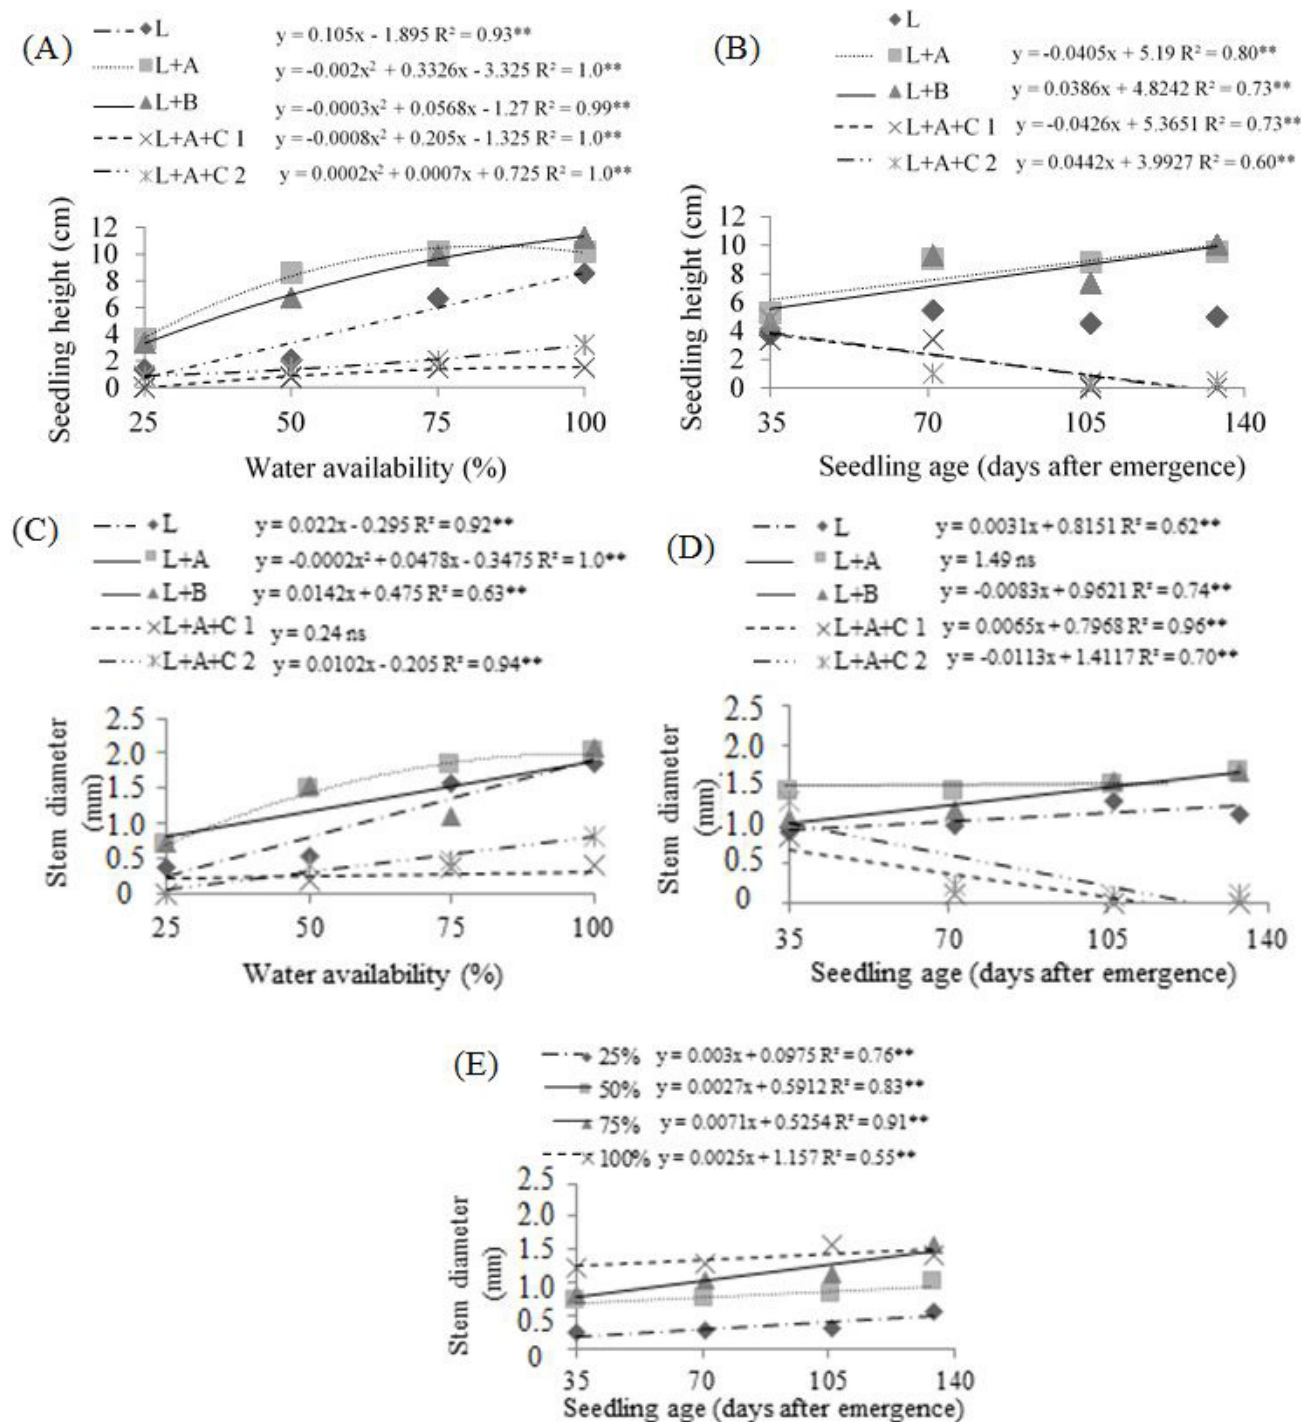 (A)
L y = 0.105x - 1.895 R² = 0.93**
L+A y = -0.002x² + 0.3326x - 3.325 R² = 1.0**
L+B y = -0.0003x² + 0.0568x - 1.27 R² = 0.99**
L+A+C 1 y = -0.0008x² + 0.205x - 1.325 R² = 1.0**
L+A+C 2 y = 0.0002x² + 0.0007x + 0.725 R² = 1.0**
Seedling height (cm)
12
10
8
6
4
2
0
25 50 75 100
Water availability (%)
(B)
L
L+A y = -0.0405x + 5.19 R² = 0.80**
L+B y = 0.0386x + 4.8242 R² = 0.73**
L+A+C 1 y = -0.0426x + 5.3651 R² = 0.73**
L+A+C 2 y = 0.0442x + 3.9927 R² = 0.60**
Seedling height (cm)
12
10
8
6
4
2
0
35 70 105 140
Seedling age (days after emergence)
(C)
L y = 0.022x - 0.295 R² = 0.92**
L+A y = -0.0002x² + 0.0478x - 0.3475 R² = 1.0**
L+B y = 0.0142x + 0.475 R² = 0.63**
L+A+C 1 y = 0.24 ns
L+A+C 2 y = 0.0102x - 0.205 R² = 0.94**
Stem diameter
(mm)
2.5
2.0
1.5
1.0
0.5
0
25 50 75 100
Water availability (%)
(D)
L y = 0.0031x + 0.8151 R² = 0.62**
L+A y = 1.49 ns
L+B y = -0.0083x + 0.9621 R² = 0.74**
L+A+C 1 y = 0.0065x + 0.7968 R² = 0.96**
L+A+C 2 y = -0.0113x + 1.4117 R² = 0.70**
Stem diameter
(mm)
2.5
2.0
1.5
1.0
0.5
0
35 70 105 140
Seedling age (days after emergence)
(E)
25% y = 0.003x + 0.0975 R² = 0.76**
50% y = 0.0027x + 0.5912 R² = 0.83**
75% y = 0.0071x + 0.5254 R² = 0.91**
100% y = 0.0025x + 1.157 R² = 0.55**
Stem diameter
(mm)
2.5
2.0
1.5
1.0
0.5
0
35 70 105 140
Seedling age (days after emergence)